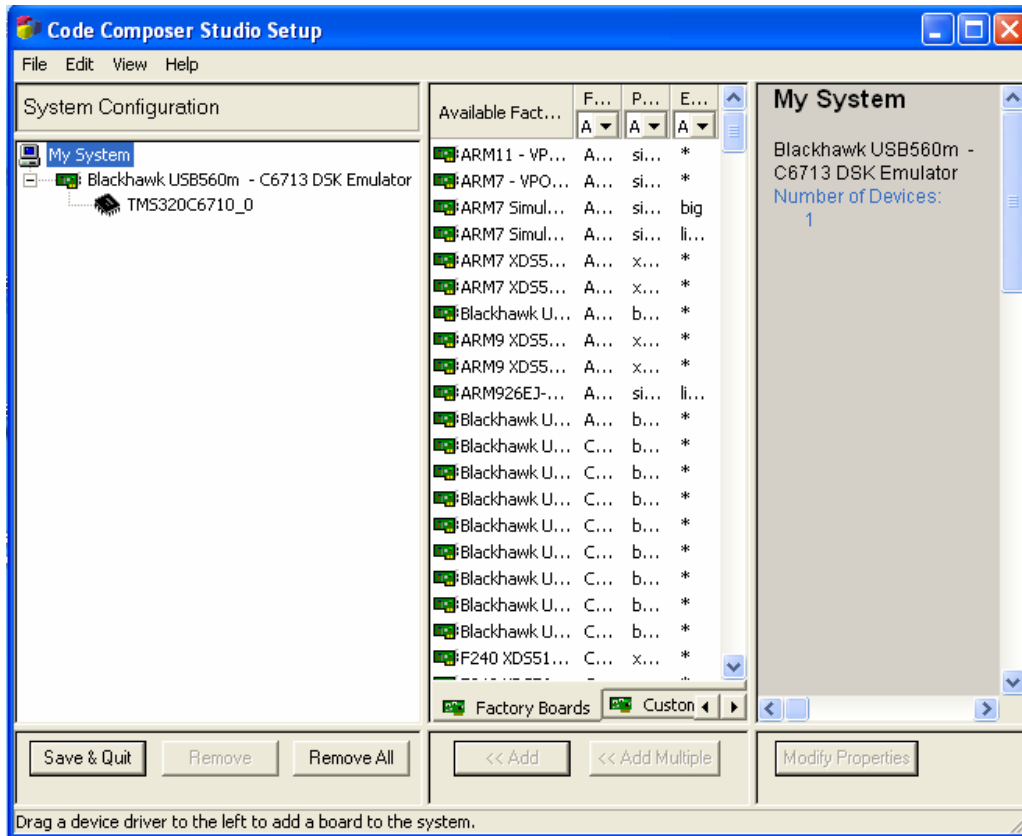 Code Composer Studio Setup
File Edit View Help
System Configuration
My System
Blackhawk USB560m - C6713 DSK Emulator
TMS320C6710_0
Available Fact... F... P... E...
A A A
ARM11 - VP... A... si... *
ARM7 - VPO... A... si... *
ARM7 Simul... A... si... big
ARM7 Simul... A... si... li...
ARM7 XDS5... A... x... *
ARM7 XDS5... A... x... *
Blackhawk U... A... b... *
ARM9 XDS5... A... x... *
ARM9 XDS5... A... x... *
ARM926EJ-... A... si... li...
Blackhawk U... A... b... *
Blackhawk U... C... b... *
Blackhawk U... C... b... *
Blackhawk U... C... b... *
Blackhawk U... C... b... *
Blackhawk U... C... b... *
Blackhawk U... C... b... *
Blackhawk U... C... b... *
Blackhawk U... C... b... *
F240 XDS51... C... x... *
Factory Boards Custon
My System
Blackhawk USB560m -
C6713 DSK Emulator
Number of Devices:
1
Save & Quit Remove Remove All << Add << Add Multiple Modify Properties
Drag a device driver to the left to add a board to the system.